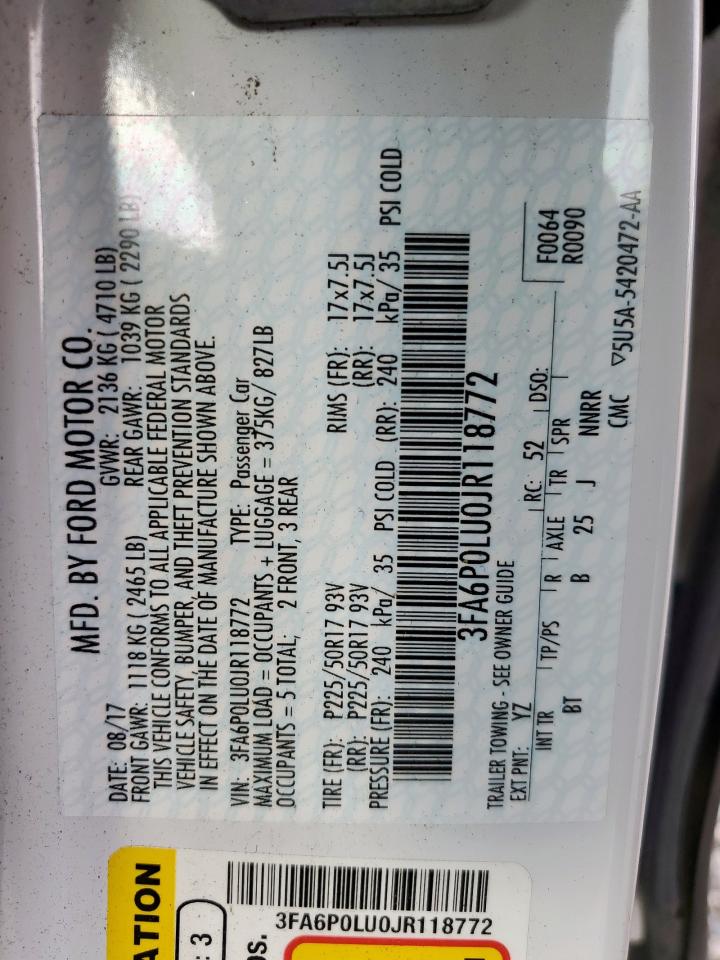 MFD. BY FORD MOTOR CO.
DATE: 08/17 GVWR: 2136 KG ( 4710 LB)
FRONT GAWR: 1118 KG ( 2465 LB) REAR GAWR: 1039 KG ( 2290 LB)
THIS VEHICLE CONFORMS TO ALL APPLICABLE FEDERAL MOTOR
VEHICLE SAFETY, BUMPER, AND THEFT PREVENTION STANDARDS
IN EFFECT ON THE DATE OF MANUFACTURE SHOWN ABOVE.
VIN: 3FA6P0LU0JR118772 TYPE: Passenger Car
MAXIMUM LOAD = OCCUPANTS + LUGGAGE = 375KG/ 827LB
OCCUPANTS = 5 TOTAL; 2 FRONT, 3 REAR
TIRE (FR): P225/50R17 93V RIMS (FR): 17x7.5J
(RR): P225/50R17 93V (RR): 17x7.5J
PRESSURE (FR): 240 kPa/ 35 PSI COLD (RR): 240 kPa/ 35 PSI COLD
3FA6P0LU0JR118772
TRAILER TOWING - SEE OWNER GUIDE F0064
EXT PNT: YZ RC: 52 DSO: R0090
INT TR TP/PS R AXLE TR SPR
BT B 25 J NNRR
CMC ▽5U5A-5420472-AA
ATION
: 3
3FA6P0LU0JR118772
os.